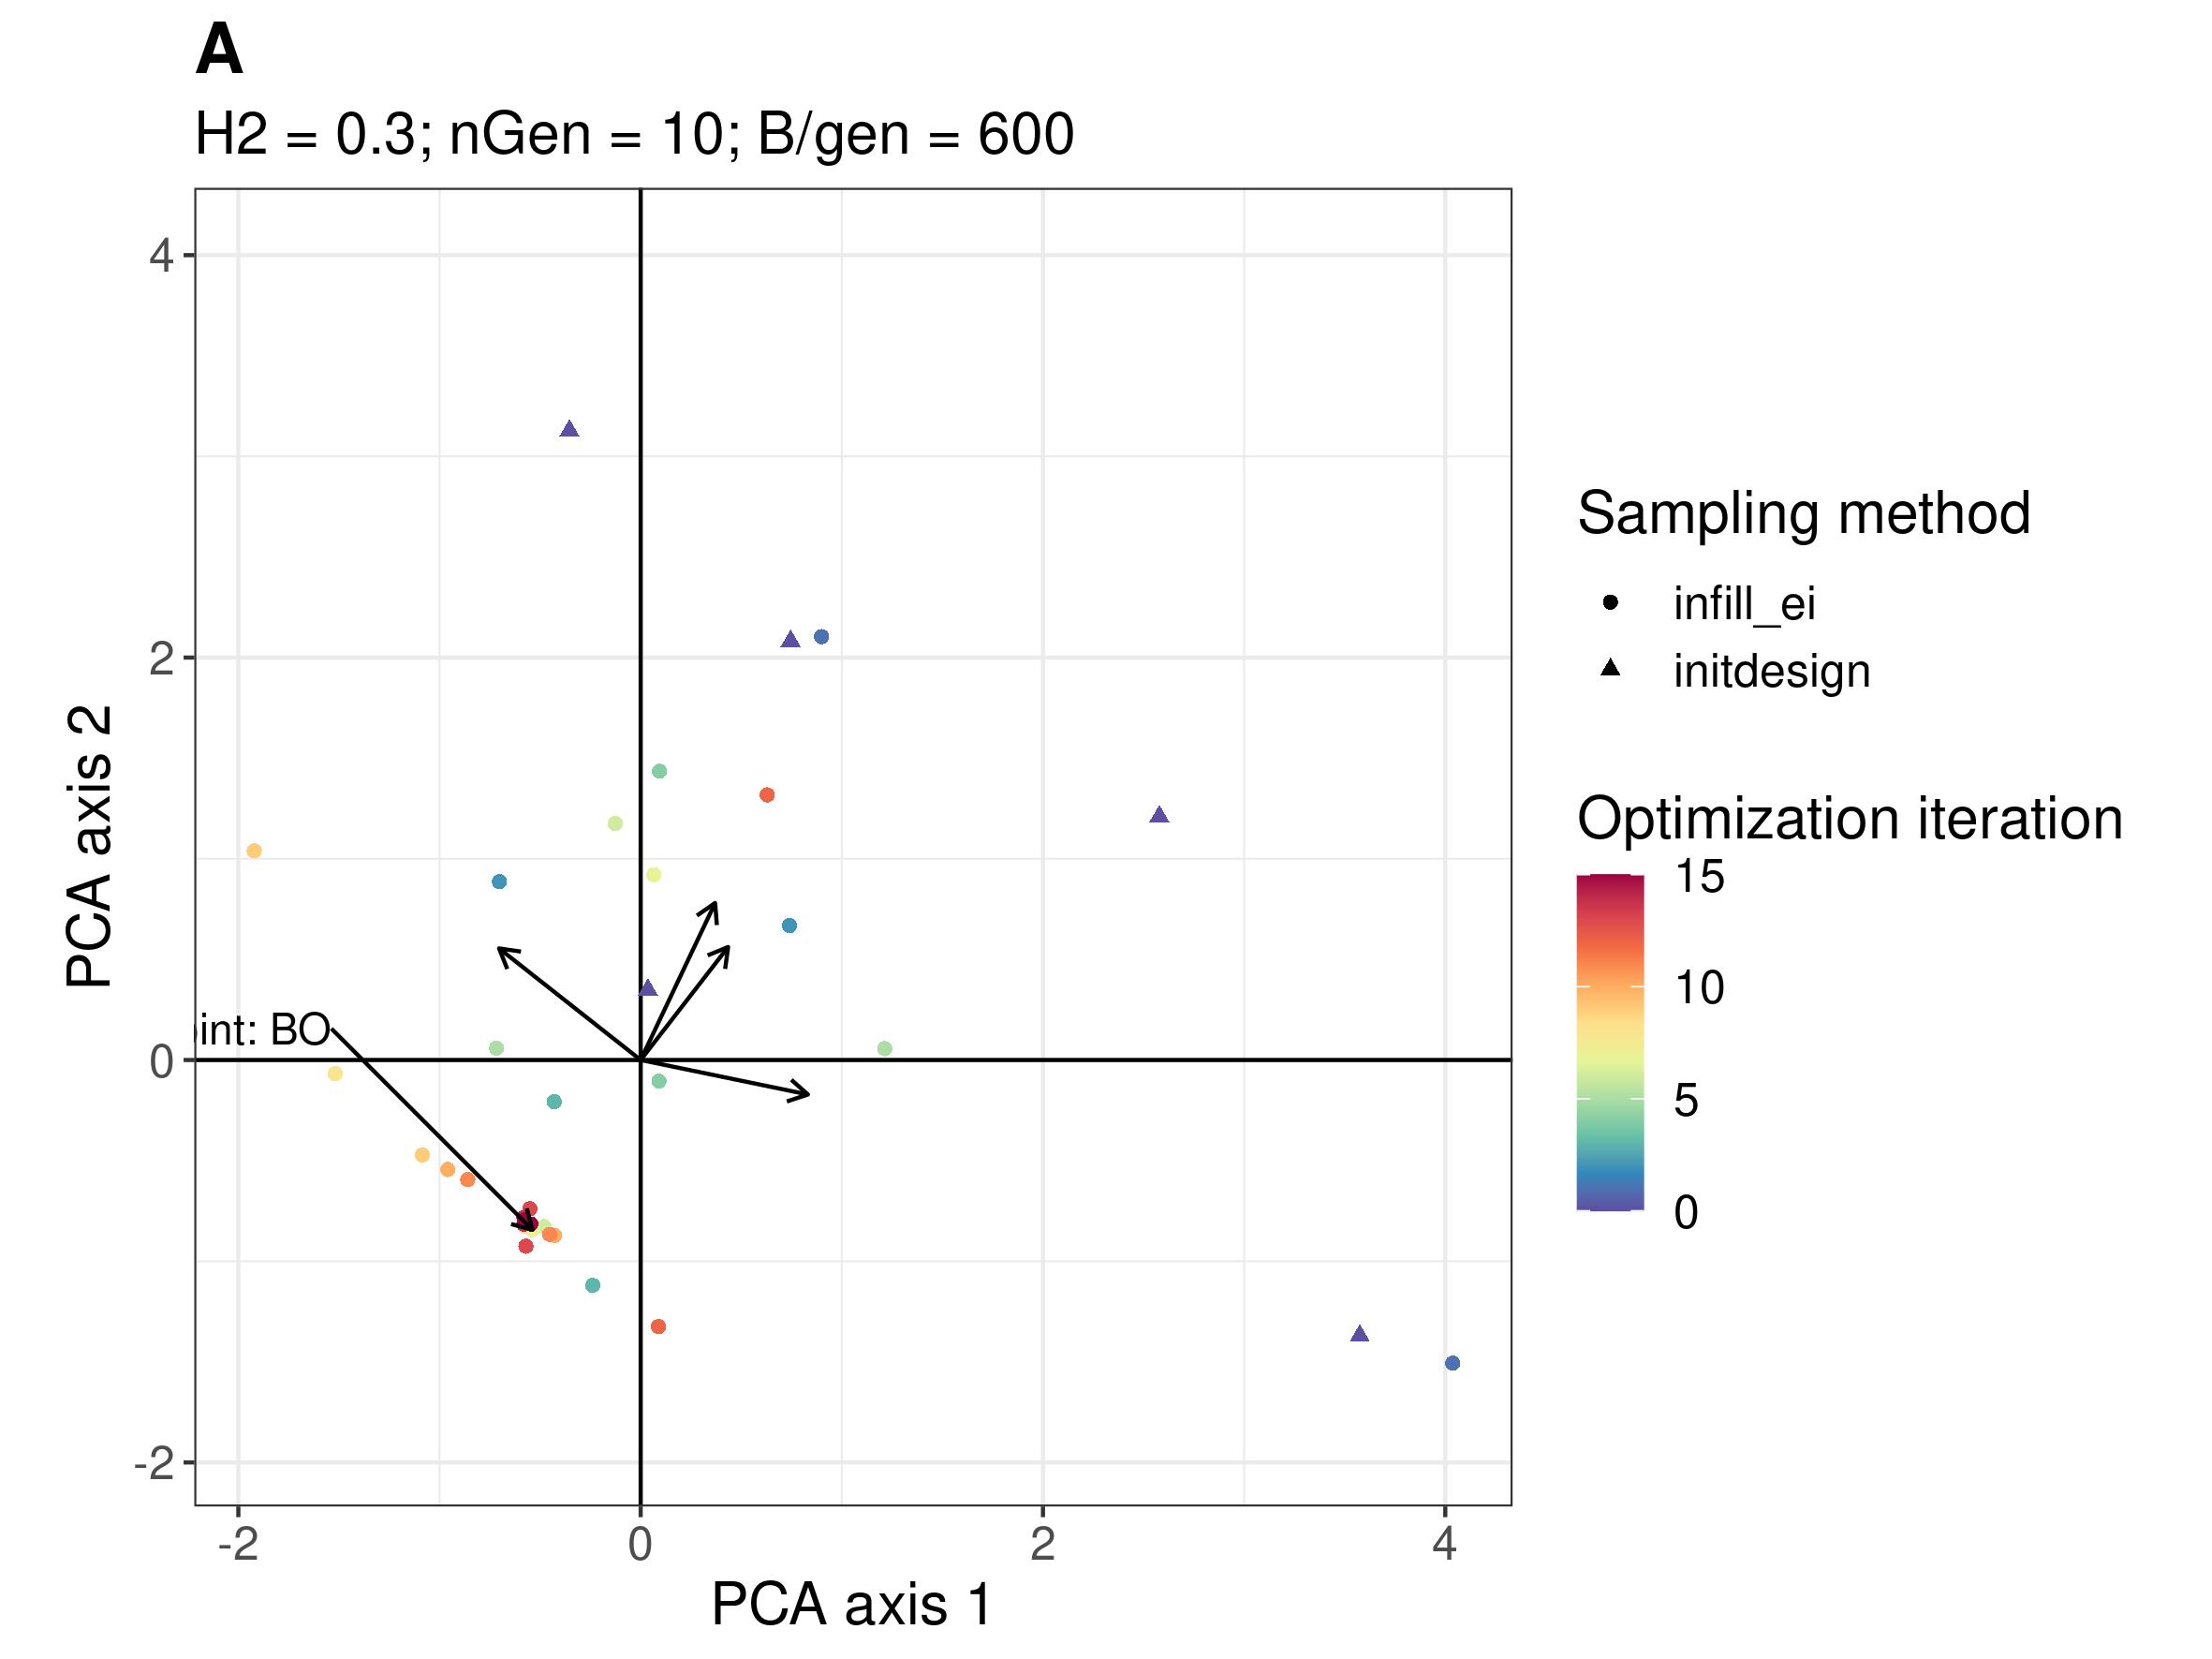 A
H2 = 0.3; nGen = 10; B/gen = 600
PCA axis 2
4
2
0
-2
int: BO
-2
0
2
4
PCA axis 1
Sampling method
infill_ei
initdesign
Optimization iteration
15
10
5
0